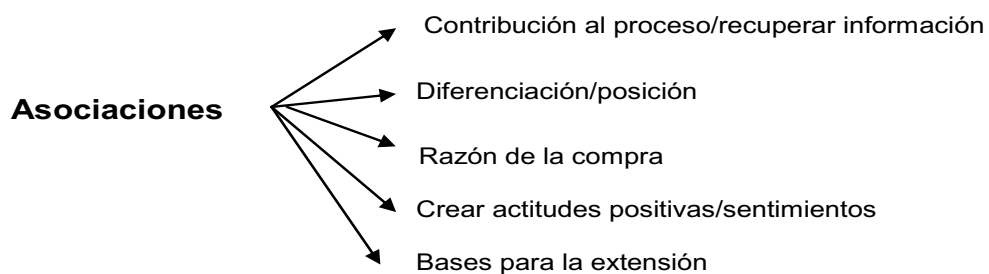 Contribución al proceso/recuperar información
Diferenciación/posición
Asociaciones
Razón de la compra
Crear actitudes positivas/sentimientos
Bases para la extensión